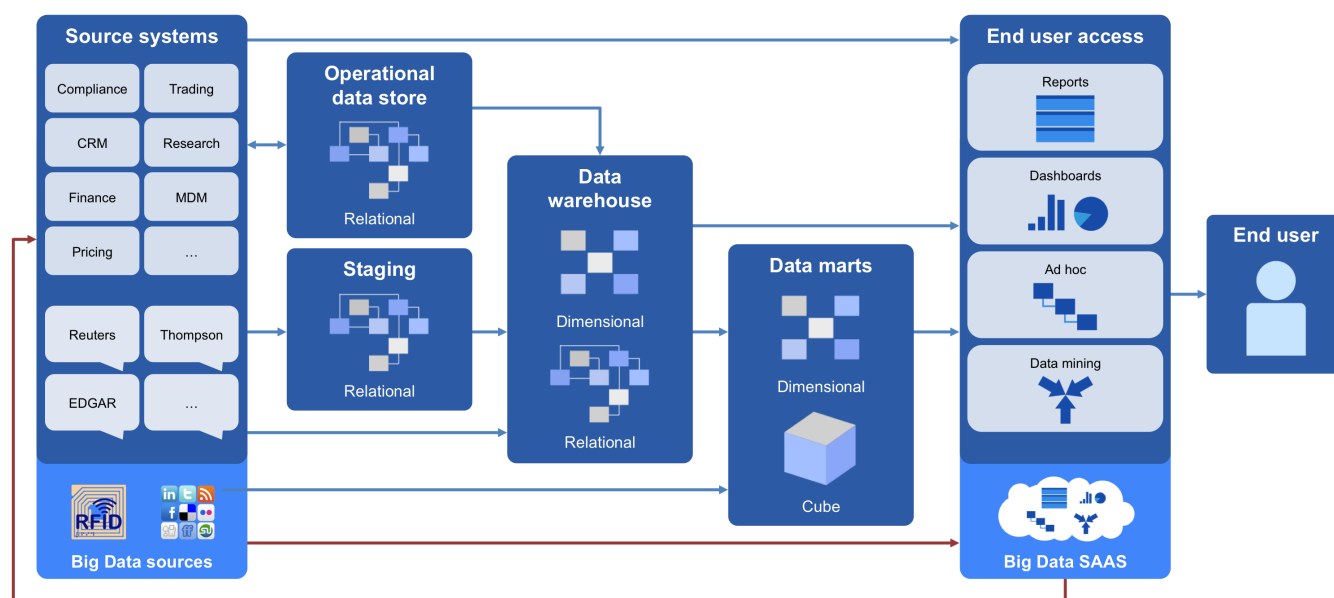 Source systems
Compliance
Trading
CRM
Research
Finance
MDM
Pricing
…
Reuters
Thompson
EDGAR
…
RFID
in
t
f
ff
Big Data sources
Operational
data store
Relational
Staging
Relational
Data
warehouse
Dimensional
Relational
Data marts
Dimensional
Cube
End user access
Reports
Dashboards
Ad hoc
Data mining
Big Data SAAS
End user